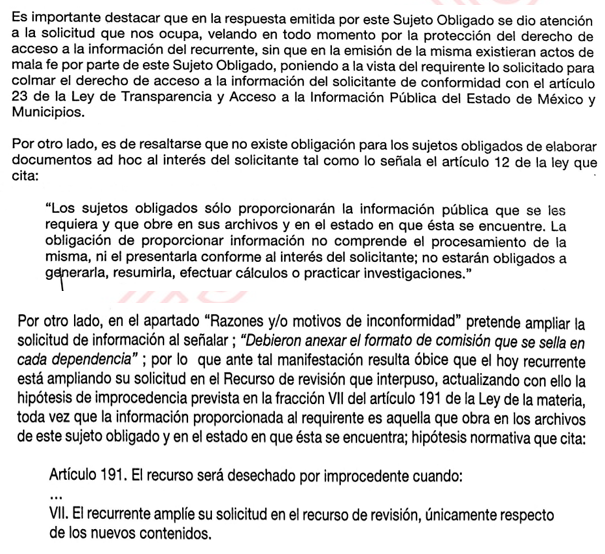 Es importante destacar que en la respuesta emitida por este Sujeto Obligado se dio atención
a la solicitud que nos ocupa, velando en todo momento por la protección del derecho de
acceso a la información del recurrente, sin que en la emisión de la misma existieran actos de
mala fe por parte de este Sujeto Obligado, poniendo a la vista del requirente lo solicitado para
colmar el derecho de acceso a la información del solicitante de conformidad con el artículo
23 de la Ley de Transparencia y Acceso a la Información Pública del Estado de México y
Municipios.
Por otro lado, es de resaltarse que no existe obligación para los sujetos obligados de elaborar
documentos ad hoc al interés del solicitante tal como lo señala el artículo 12 de la ley que
cita:
“Los sujetos obligados sólo proporcionarán la información pública que se les
requiera y que obre en sus archivos y en el estado en que ésta se encuentre. La
obligación de proporcionar información no comprende el procesamiento de la
misma, ni el presentarla conforme al interés del solicitante; no estarán obligados a
generarla, resumirla, efectuar cálculos o practicar investigaciones.”
Por otro lado, en el apartado “Razones y/o motivos de inconformidad” pretende ampliar la
solicitud de información al señalar ; “Debieron anexar el formato de comisión que se sella en
cada dependencia” ; por lo que ante tal manifestación resulta óbice que el hoy recurrente
está ampliando su solicitud en el Recurso de revisión que interpuso, actualizando con ello la
hipótesis de improcedencia prevista en la fracción VII del artículo 191 de la Ley de la materia,
toda vez que la información proporcionada al requirente es aquella que obra en los archivos
de este sujeto obligado y en el estado en que ésta se encuentra; hipótesis normativa que cita:
Artículo 191. El recurso será desechado por improcedente cuando:
...
VII. El recurrente amplíe su solicitud en el recurso de revisión, únicamente respecto
de los nuevos contenidos.